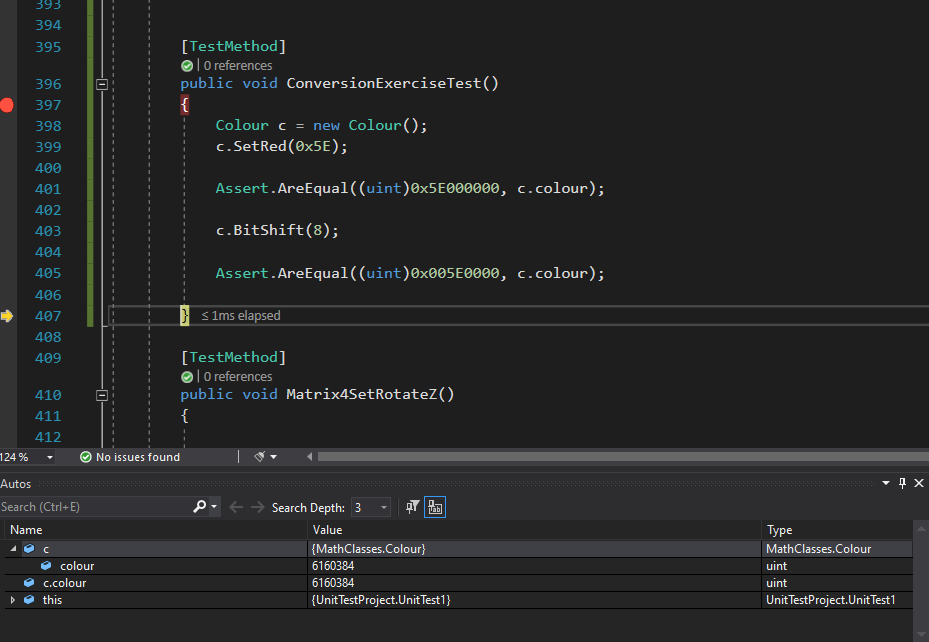 393
394
395 [TestMethod]
0 references
396 public void ConversionExerciseTest()
397 {
398 Colour c = new Colour();
399 c.SetRed(0x5E);
400
401 Assert.AreEqual((uint)0x5E000000, c.colour);
402
403 c.BitShift(8);
404
405 Assert.AreEqual((uint)0x005E0000, c.colour);
406
407 } ≤ 1ms elapsed
408
409 [TestMethod]
0 references
410 public void Matrix4SetRotateZ()
411 {
412
124 % No issues found
Autos
Search (Ctrl+E) Search Depth: 3
Name Value Type
c {MathClasses.Colour} MathClasses.Colour
colour 6160384 uint
c.colour 6160384 uint
this {UnitTestProject.UnitTest1} UnitTestProject.UnitTest1